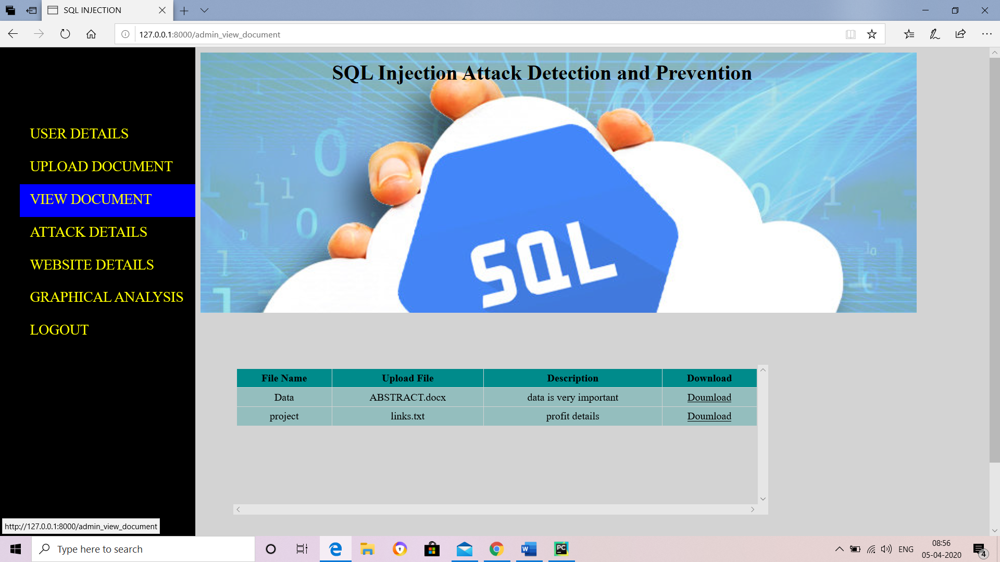 SQL INJECTION
127.0.0.1:8000/admin_view_document
SQL Injection Attack Detection and Prevention
SQL
USER DETAILS
UPLOAD DOCUMENT
VIEW DOCUMENT
ATTACK DETAILS
WEBSITE DETAILS
GRAPHICAL ANALYSIS
LOGOUT
File Name Upload File Description Download
Data ABSTRACT.docx data is very important Doumload
project links.txt profit details Doumload
http://127.0.0.1:8000/admin_view_document
Type here to search
ENG
08:56
05-04-2020
4